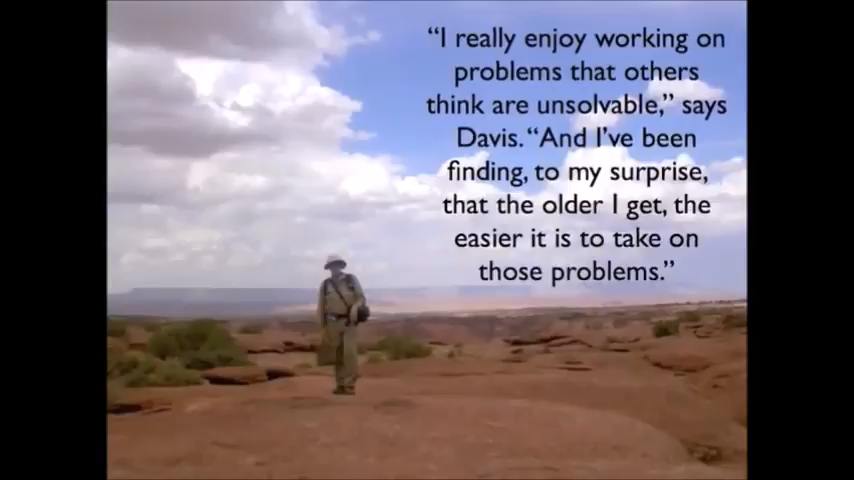 “I really enjoy working on
problems that others
think are unsolvable,” says
Davis. “And I’ve been
finding, to my surprise,
that the older I get, the
easier it is to take on
those problems.”